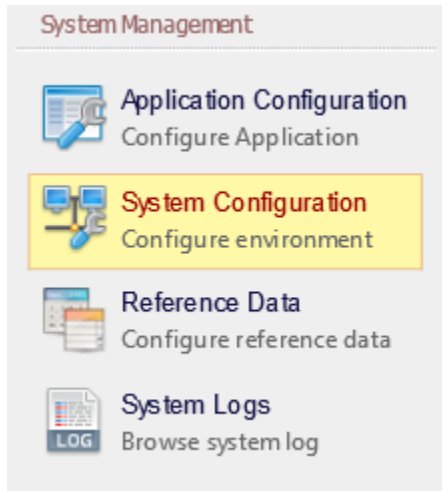 System Management
Application Configuration
Configure Application
System Configuration
Configure environment
Reference Data
Configure reference data
System Logs
LOG
Browse system log